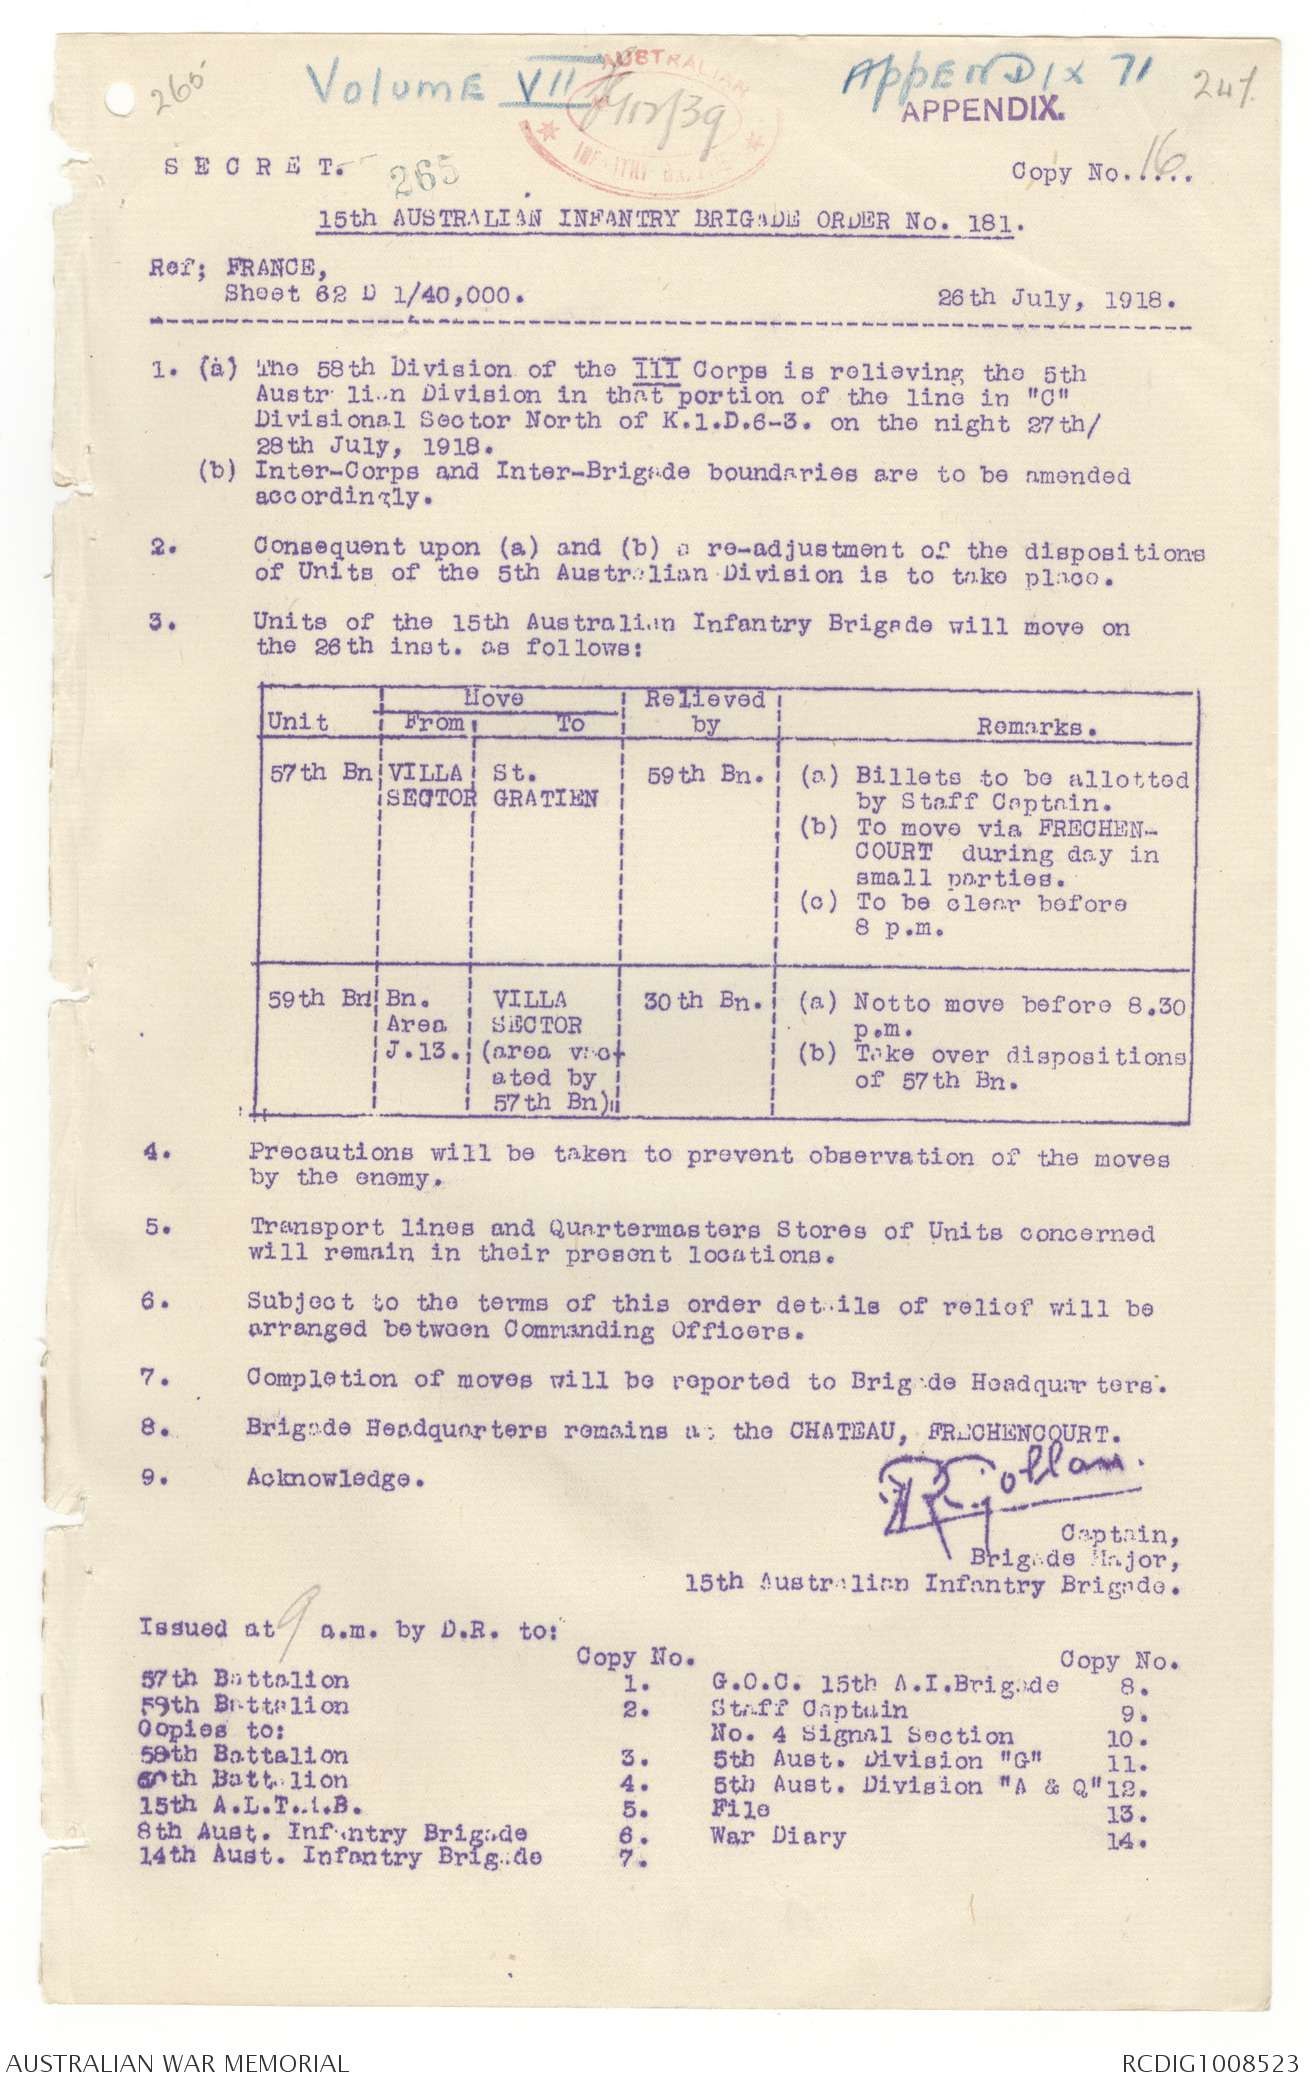 265
Volume VII
APPENDIX 71
247.
APPENDIX.
AUSTRALIAN
INFANTRY
SECRET.
265
Copy No. 16
15th AUSTRALIAN INFANTRY BRIGADE ORDER No. 181.
Ref; FRANCE,
Sheet 62 D 1/40,000.
26th July, 1918.
1. (a) The 58th Division of the III Corps is relieving the 5th
Australian Division in that portion of the line in "C"
Divisional Sector North of K.1.D.6-3. on the night 27th/
28th July, 1918.
(b) Inter-Corps and Inter-Brigade boundaries are to be amended
accordingly.
2. Consequent upon (a) and (b) a re-adjustment of the dispositions
of Units of the 5th Australian Division is to take place.
3. Units of the 15th Australian Infantry Brigade will move on
the 26th inst. as follows:
Unit
Move
From
To
Relieved
by
Remarks.
57th Bn
VILLA
SECTOR
St.
GRATIEN
59th Bn.
(a) Billets to be allotted
by Staff Captain.
(b) To move via FRECHEN-
COURT during day in
small parties.
(c) To be clear before
8 p.m.
59th Bn
Bn.
Area
J.13.
VILLA
SECTOR
(area vac-
ated by
57th Bn)
30th Bn.
(a) Notto move before 8.30
p.m.
(b) Take over dispositions
of 57th Bn.
4. Precautions will be taken to prevent observation of the moves
by the enemy.
5. Transport lines and Quartermasters Stores of Units concerned
will remain in their present locations.
6. Subject to the terms of this order details of relief will be
arranged between Commanding Officers.
7. Completion of moves will be reported to Brigade Headquarters.
8. Brigade Headquarters remains at the CHATEAU, FRECHENCOURT.
9. Acknowledge.
Captain,
Brigade Major,
15th Australian Infantry Brigade.
Issued at 9 a.m. by D.R. to:
Copy No.
57th Battalion 1.
59th Battalion 2.
Copies to:
58th Battalion 3.
60th Battalion 4.
15th A.L.T.M.B. 5.
8th Aust. Infantry Brigade 6.
14th Aust. Infantry Brigade 7.
Copy No.
G.O.C. 15th A.I.Brigade 8.
Staff Captain 9.
No. 4 Signal Section 10.
5th Aust. Division "G" 11.
5th Aust. Division "A & Q" 12.
File 13.
War Diary 14.
AUSTRALIAN WAR MEMORIAL
RCDIG1008523